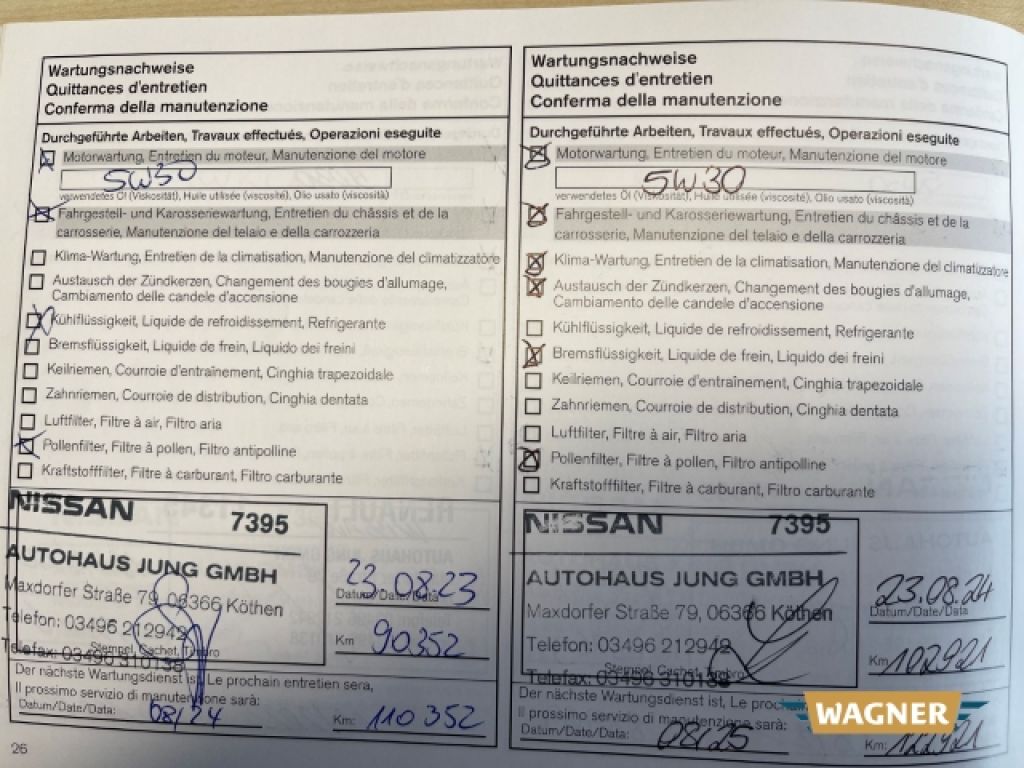 Wartungsnachweise
Quittances d'entretien
Conferma della manutenzione
Durchgeführte Arbeiten, Travaux effectués, Operazioni eseguite
Motorwartung, Entretien du moteur, Manutenzione del motore
5W30
verwendetes Öl (Viskosität), Huile utilisée (viscosité), Olio usato (viscosità)
Fahrgestell- und Karosseriewartung, Entretien du châssis et de la
carrosserie, Manutenzione del telaio e della carrozzeria
Klima-Wartung, Entretien de la climatisation, Manutenzione del climatizzatore
Austausch der Zündkerzen, Changement des bougies d'allumage,
Cambiamento delle candele d'accensione
Kühlflüssigkeit, Liquide de refroidissement, Refrigerante
Bremsflüssigkeit, Liquide de frein, Liquido dei freini
Keilriemen, Courroie d'entraînement, Cinghia trapezoidale
Zahnriemen, Courroie de distribution, Cinghia dentata
Luftfilter, Filtre à air, Filtro aria
Pollenfilter, Filtre à pollen, Filtro antipolline
Kraftstofffilter, Filtre à carburant, Filtro carburante
NISSAN 7395
AUTOHAUS JUNG GMBH
Maxdorfer Straße 79, 06366 Köthen
Telefon: 03496 212942
Telefax: 03496 310138
Stempel, Cachet, Timbro
23.08.23
Datum/Date/Data
Km 90352
Der nächste Wartungsdienst ist, Le prochain entretien sera,
Il prossimo servizio di manutenzione sarà:
Datum/Date/Data: 08/24 Km: 110352
26
Wartungsnachweise
Quittances d'entretien
Conferma della manutenzione
Durchgeführte Arbeiten, Travaux effectués, Operazioni eseguite
Motorwartung, Entretien du moteur, Manutenzione del motore
5W30
verwendetes Öl (Viskosität), Huile utilisée (viscosité), Olio usato (viscosità)
Fahrgestell- und Karosseriewartung, Entretien du châssis et de la
carrosserie, Manutenzione del telaio e della carrozzeria
Klima-Wartung, Entretien de la climatisation, Manutenzione del climatizzatore
Austausch der Zündkerzen, Changement des bougies d'allumage,
Cambiamento delle candele d'accensione
Kühlflüssigkeit, Liquide de refroidissement, Refrigerante
Bremsflüssigkeit, Liquide de frein, Liquido dei freini
Keilriemen, Courroie d'entraînement, Cinghia trapezoidale
Zahnriemen, Courroie de distribution, Cinghia dentata
Luftfilter, Filtre à air, Filtro aria
Pollenfilter, Filtre à pollen, Filtro antipolline
Kraftstofffilter, Filtre à carburant, Filtro carburante
NISSAN 7395
AUTOHAUS JUNG GMBH
Maxdorfer Straße 79, 06366 Köthen
Telefon: 03496 212942
Telefax: 03496 310138
Stempel, Cachet, Timbro
23.08.24
Datum/Date/Data
Km 102921
Der nächste Wartungsdienst ist, Le
Il prossimo servizio di manutenzione sarà:
Datum/Date/Data: 08/25 Km: 122921
WAGNER